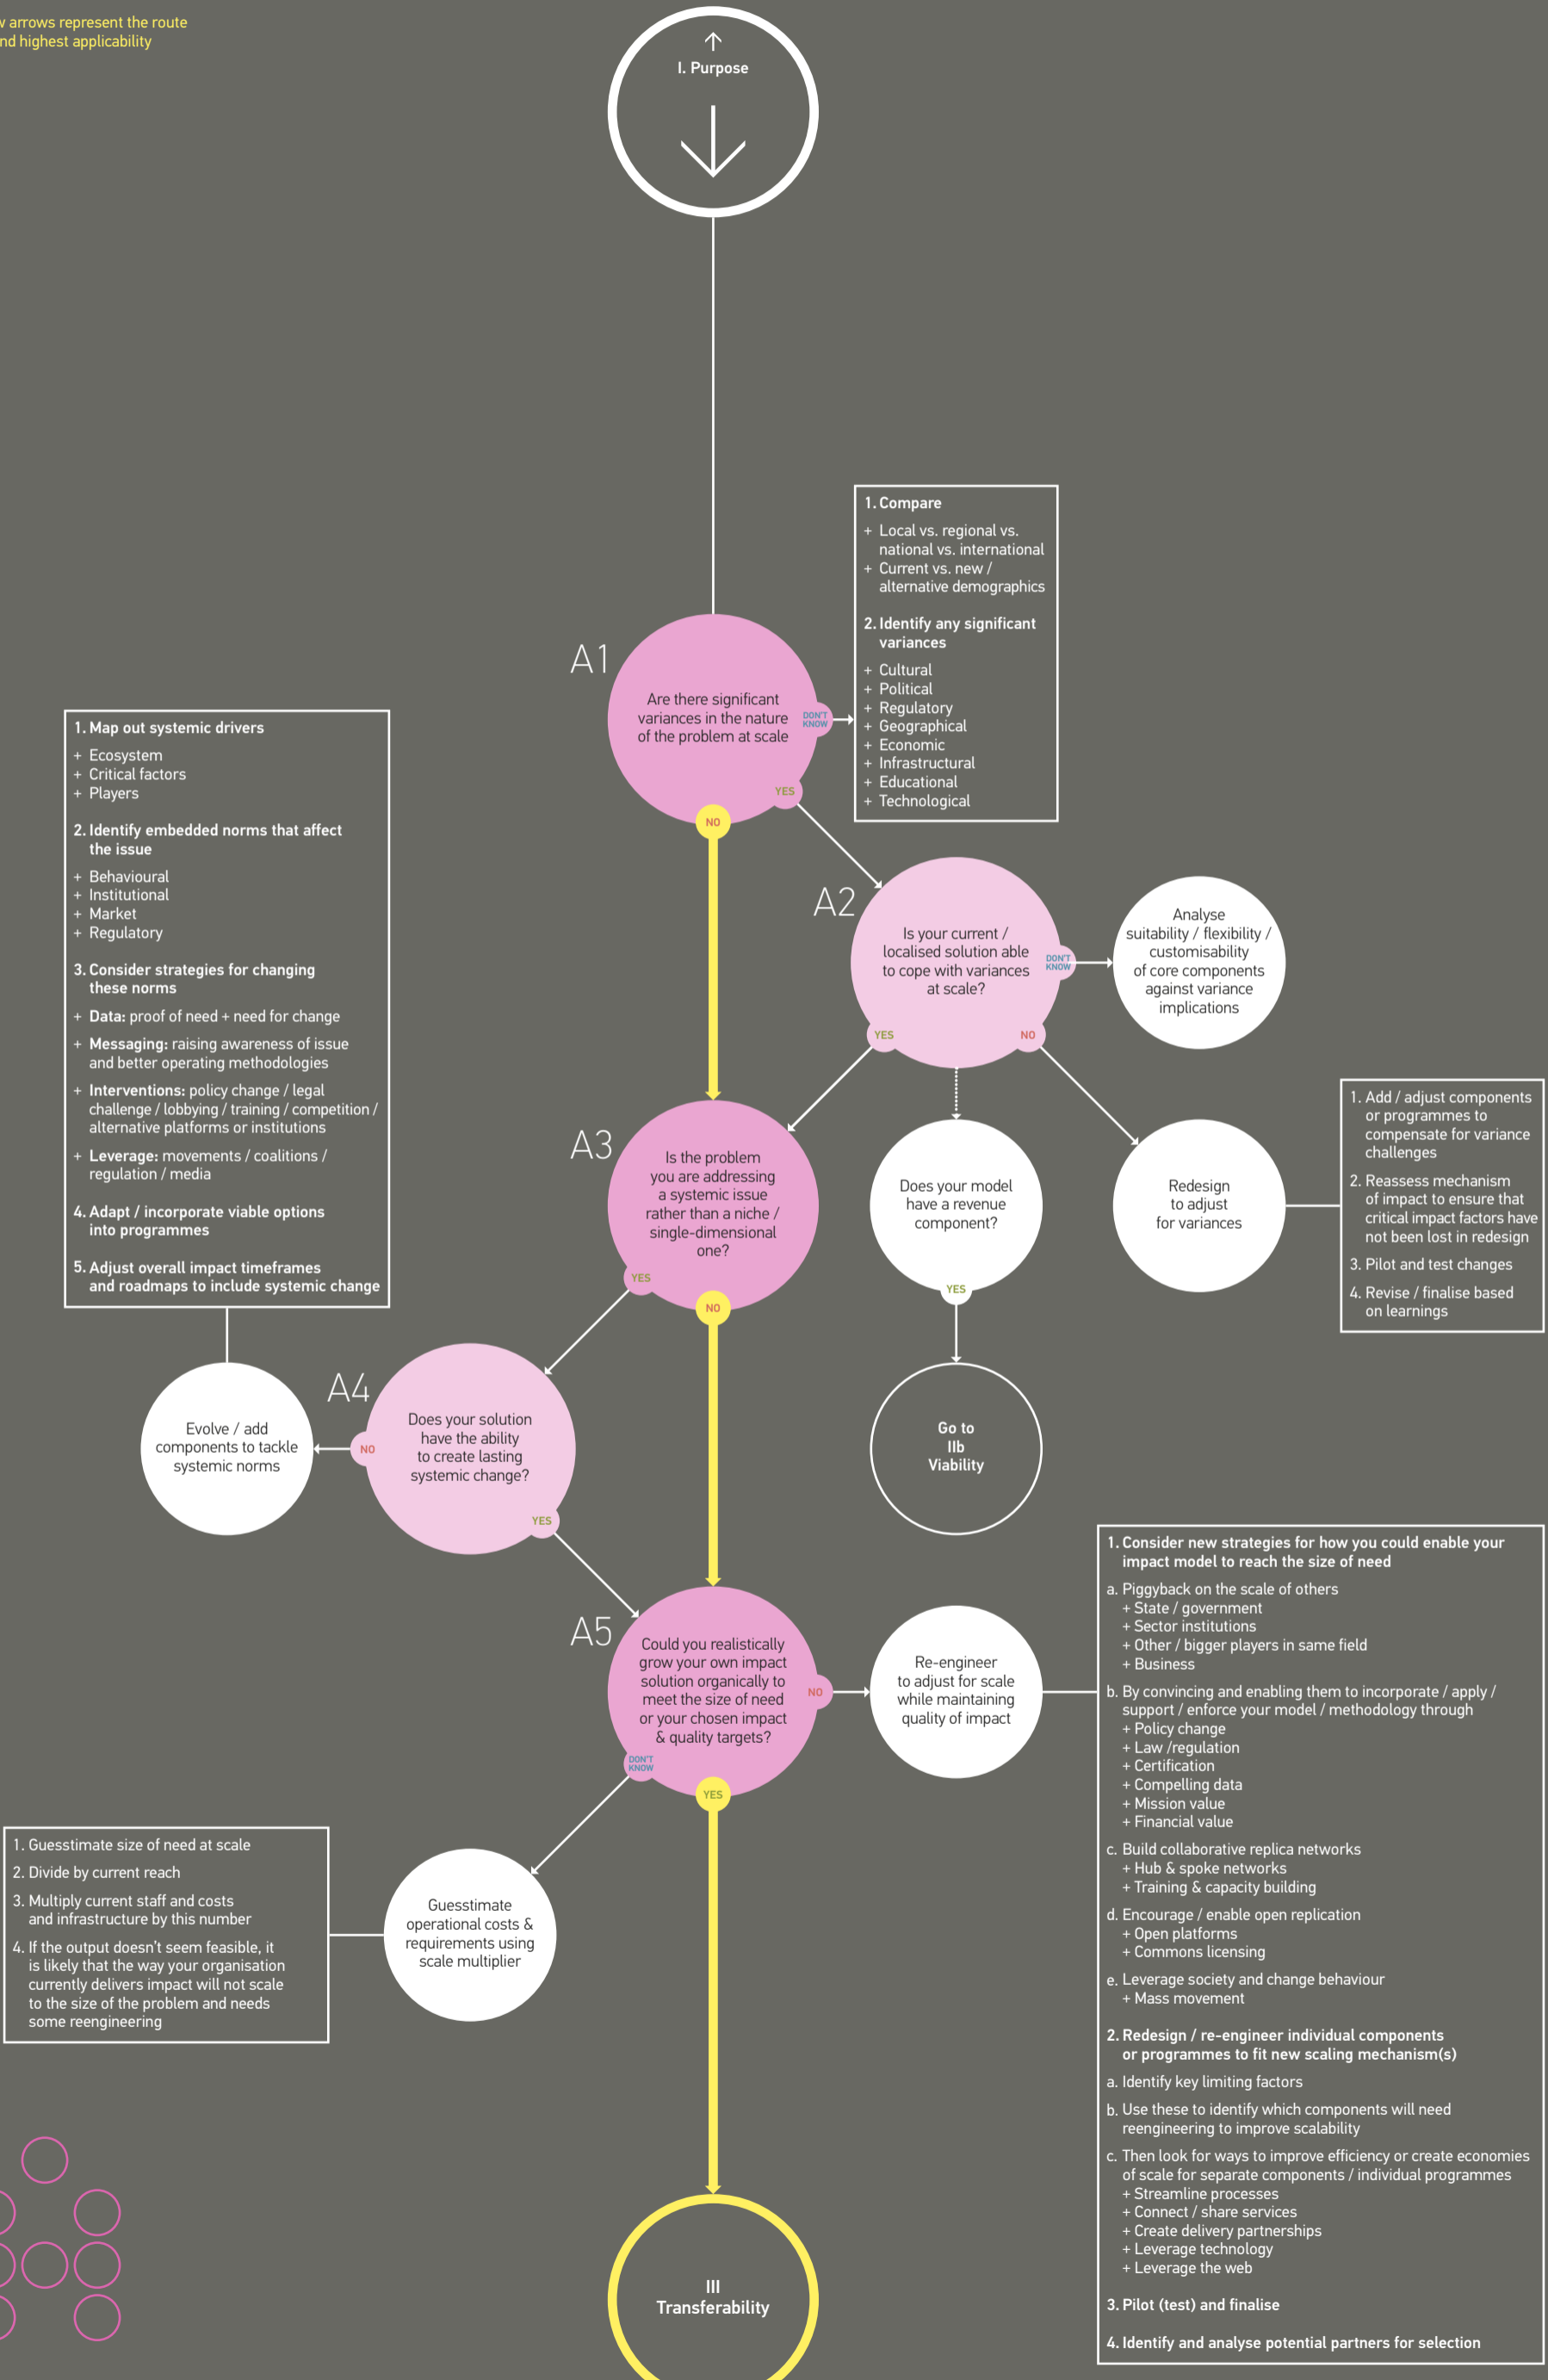 arrows represent the route
highest applicability
I. Purpose
1. Compare
+ Local vs. regional vs.
national vs. international
+ Current vs. new /
alternative demographics
2. Identify any significant
variances
+ Cultural
+ Political
+ Regulatory
+ Geographical
+ Economic
+ Infrastructural
+ Educational
+ Technological
A1
Are there significant
variances in the nature
of the problem at scale
DON'T
KNOW
YES
NO
1. Map out systemic drivers
+ Ecosystem
+ Critical factors
+ Players
2. Identify embedded norms that affect
the issue
+ Behavioural
+ Institutional
+ Market
+ Regulatory
3. Consider strategies for changing
these norms
+ Data: proof of need + need for change
+ Messaging: raising awareness of issue
and better operating methodologies
+ Interventions: policy change / legal
challenge / lobbying / training / competition /
alternative platforms or institutions
+ Leverage: movements / coalitions /
regulation / media
4. Adapt / incorporate viable options
into programmes
5. Adjust overall impact timeframes
and roadmaps to include systemic change
A2
Is your current /
localised solution able
to cope with variances
at scale?
DON'T
KNOW
YES
NO
Analyse
suitability / flexibility /
customisability
of core components
against variance
implications
A3
Is the problem
you are addressing
a systemic issue
rather than a niche /
single-dimensional
one?
YES
NO
Does your model
have a revenue
component?
YES
Redesign
to adjust
for variances
1. Add / adjust components
or programmes to
compensate for variance
challenges
2. Reassess mechanism
of impact to ensure that
critical impact factors have
not been lost in redesign
3. Pilot and test changes
4. Revise / finalise based
on learnings
Evolve / add
components to tackle
systemic norms
A4
Does your solution
have the ability
to create lasting
systemic change?
NO
YES
Go to
IIb
Viability
A5
Could you realistically
grow your own impact
solution organically to
meet the size of need
or your chosen impact
& quality targets?
NO
DON'T
KNOW
YES
Re-engineer
to adjust for scale
while maintaining
quality of impact
1. Consider new strategies for how you could enable your
impact model to reach the size of need
a. Piggyback on the scale of others
+ State / government
+ Sector institutions
+ Other / bigger players in same field
+ Business
b. By convincing and enabling them to incorporate / apply /
support / enforce your model / methodology through
+ Policy change
+ Law /regulation
+ Certification
+ Compelling data
+ Mission value
+ Financial value
c. Build collaborative replica networks
+ Hub & spoke networks
+ Training & capacity building
d. Encourage / enable open replication
+ Open platforms
+ Commons licensing
e. Leverage society and change behaviour
+ Mass movement
2. Redesign / re-engineer individual components
or programmes to fit new scaling mechanism(s)
a. Identify key limiting factors
b. Use these to identify which components will need
reengineering to improve scalability
c. Then look for ways to improve efficiency or create economies
of scale for separate components / individual programmes
+ Streamline processes
+ Connect / share services
+ Create delivery partnerships
+ Leverage technology
+ Leverage the web
3. Pilot (test) and finalise
4. Identify and analyse potential partners for selection
1. Guesstimate size of need at scale
2. Divide by current reach
3. Multiply current staff and costs
and infrastructure by this number
4. If the output doesn't seem feasible, it
is likely that the way your organisation
currently delivers impact will not scale
to the size of the problem and needs
some reengineering
Guesstimate
operational costs &
requirements using
scale multiplier
III
Transferability